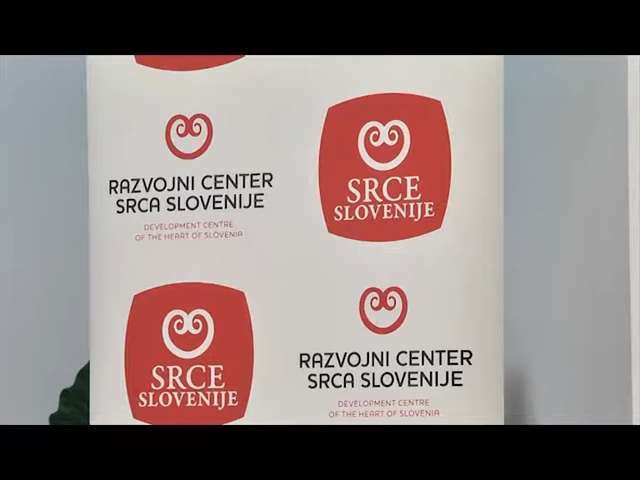 RAZVOJNI CENTER
SRCA SLOVENIJE
DEVELOPMENT CENTRE
OF THE HEART OF SLOVENIA
SRCE
SLOVENIJE
SRCE
SLOVENIJE
RAZVOJNI CENTER
SRCA SLOVENIJE
DEVELOPMENT CENTRE
OF THE HEART OF SLOVENIA